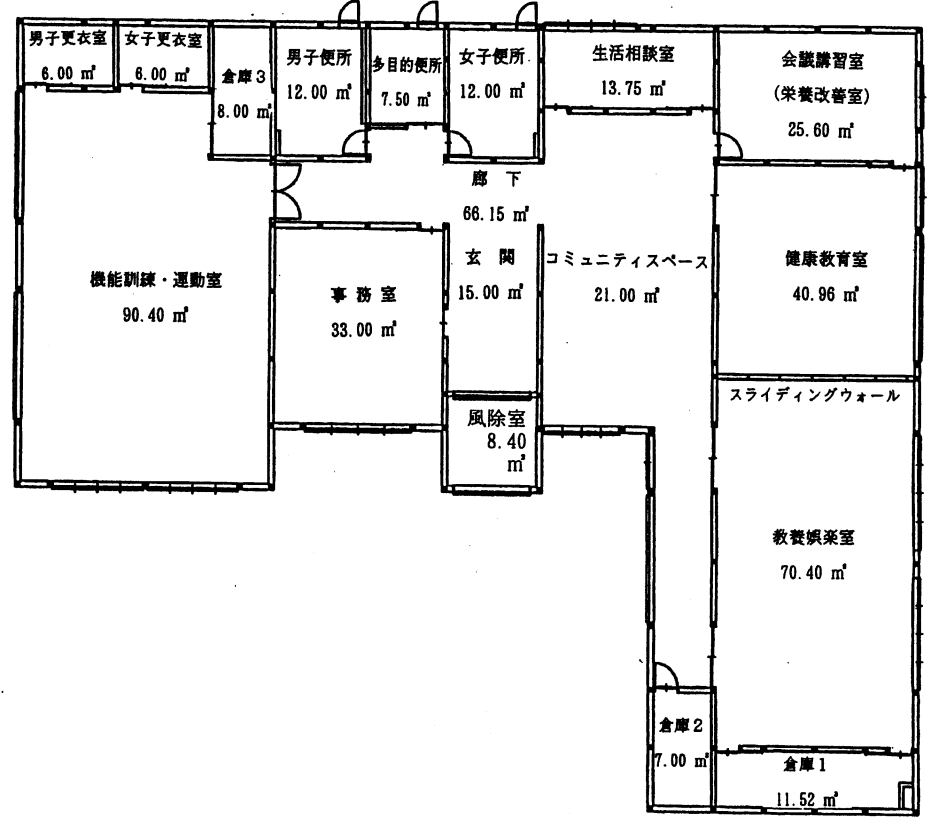 男子更衣室
6.00 ㎡
女子更衣室
6.00 ㎡
倉庫3
8.00 ㎡
男子便所
12.00 ㎡
多目的便所
7.50 ㎡
女子便所
12.00 ㎡
生活相談室
13.75 ㎡
会議講習室
(栄養改善室)
25.60 ㎡
廊 下
66.15 ㎡
機能訓練・運動室
90.40 ㎡
事 務 室
33.00 ㎡
玄 関
15.00 ㎡
コミュニティスペース
21.00 ㎡
健康教育室
40.96 ㎡
スライディングウォール
風除室
8.40
㎡
教養娯楽室
70.40 ㎡
倉庫2
7.00 ㎡
倉庫1
11.52 ㎡